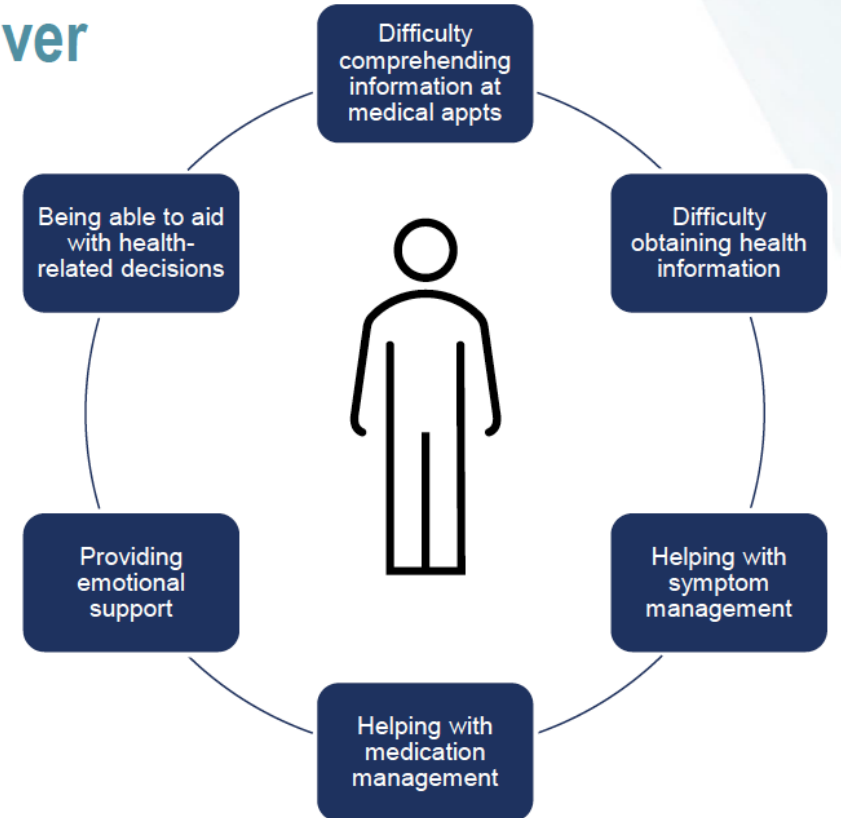 ver
Difficulty
comprehending
information at
medical appts
Difficulty
obtaining health
information
Helping with
symptom
management
Helping with
medication
management
Providing
emotional
support
Being able to aid
with health-
related decisions